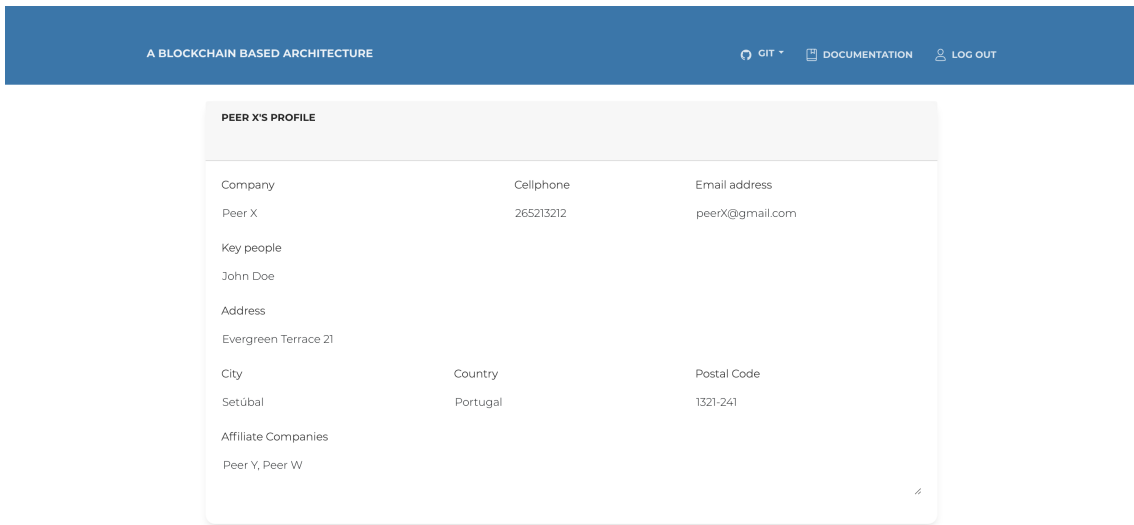 A BLOCKCHAIN BASED ARCHITECTURE GIT DOCUMENTATION LOG OUT
PEER X'S PROFILE
Company Cellphone Email address
Peer X 265213212 peerX@gmail.com
Key people
John Doe
Address
Evergreen Terrace 21
City Country Postal Code
Setúbal Portugal 1321-241
Affiliate Companies
Peer Y, Peer W